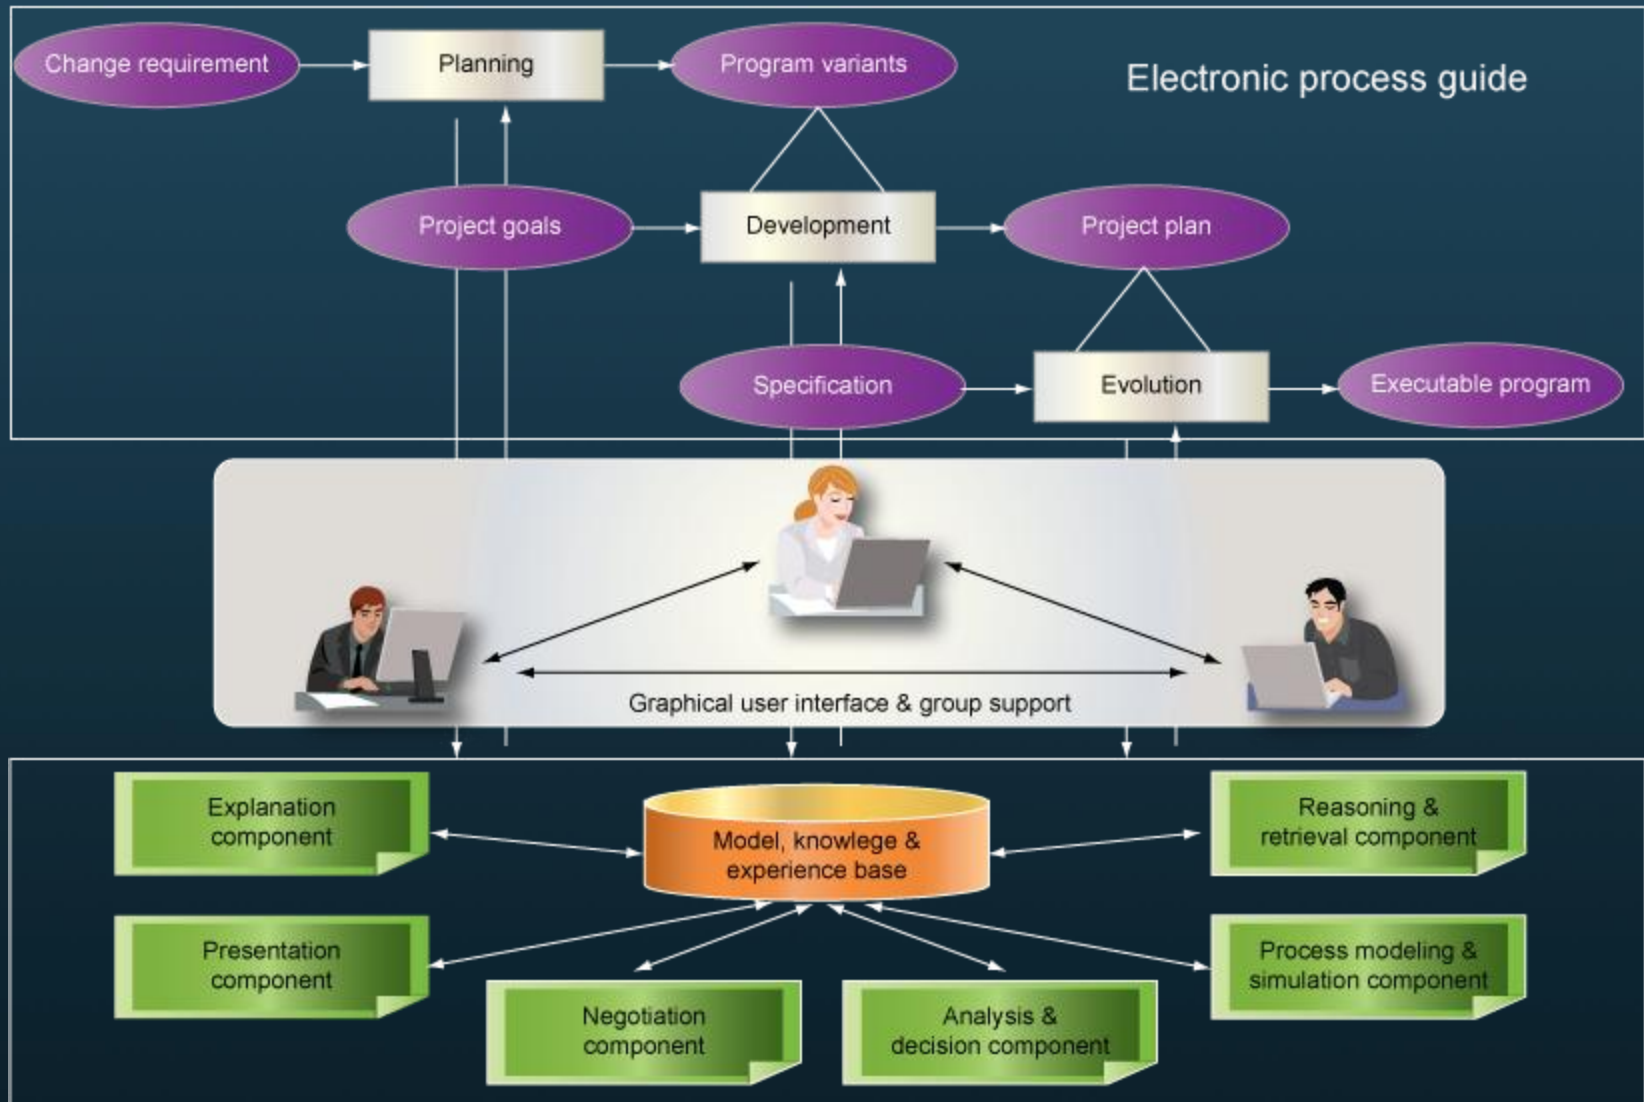 Change requirement
Planning
Program variants
Electronic process guide
Project goals
Development
Project plan
Specification
Evolution
Executable program
Graphical user interface & group support
Explanation
component
Model, knowlege &
experience base
Reasoning &
retrieval component
Presentation
component
Negotiation
component
Analysis &
decision component
Process modeling &
simulation component